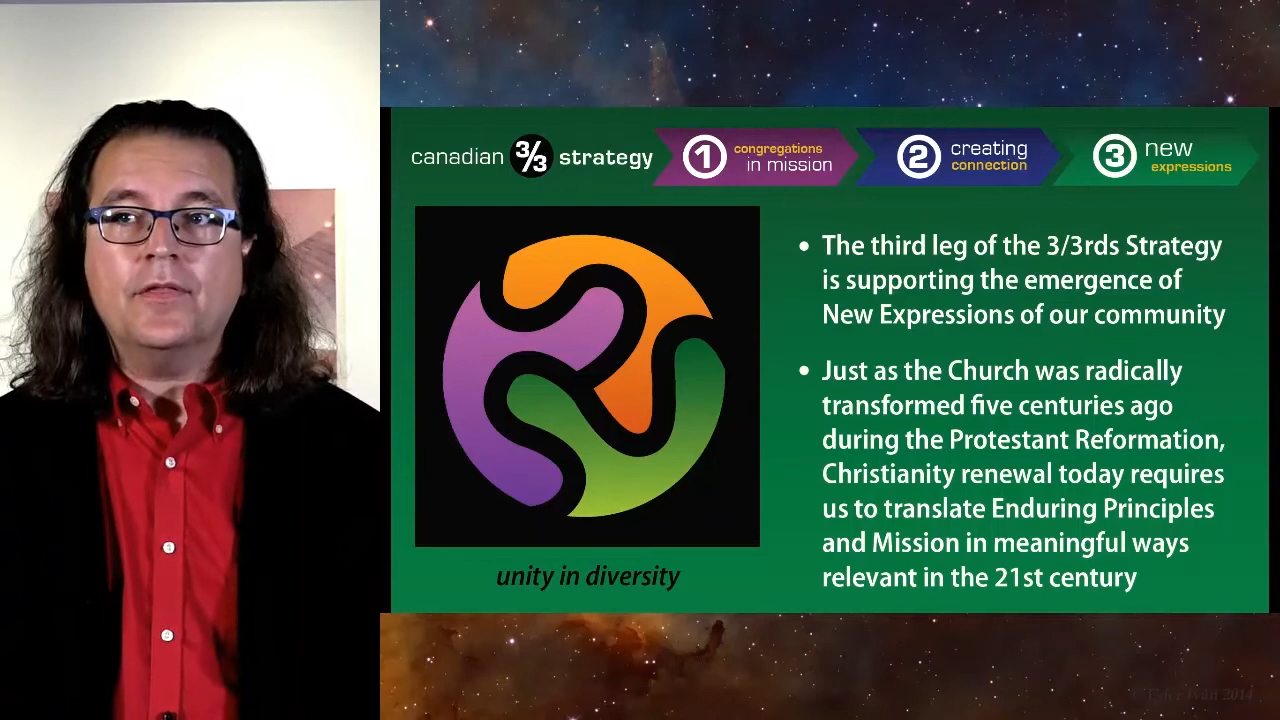 canadian 3/3 strategy
1 congregations in mission
2 creating connection
3 new expressions
• The third leg of the 3/3rds Strategy
is supporting the emergence of
New Expressions of our community
• Just as the Church was radically
transformed five centuries ago
during the Protestant Reformation,
Christianity renewal today requires
us to translate Enduring Principles
and Mission in meaningful ways
relevant in the 21st century
unity in diversity
© Tyler Ivan 2014